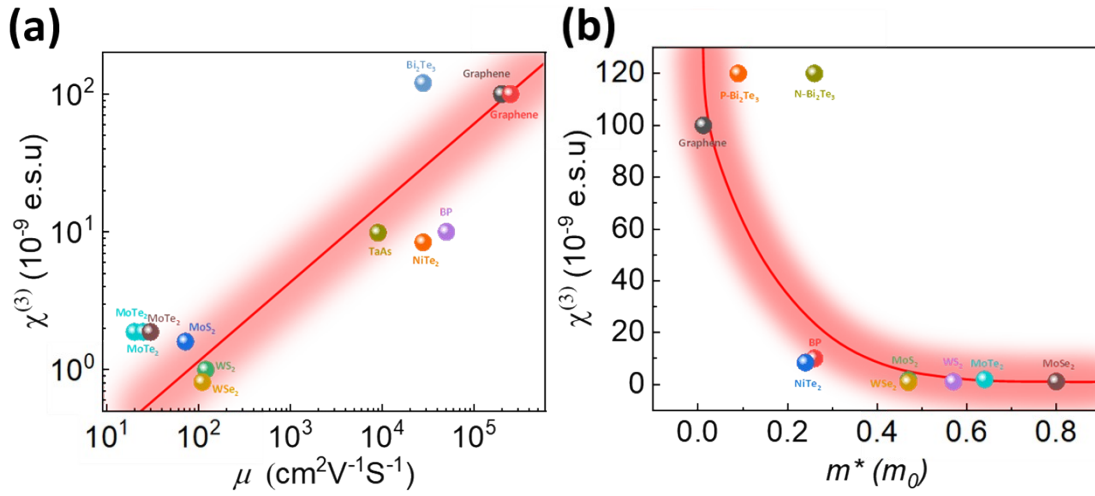 (a)
χ⁽³⁾ (10⁻⁹ e.s.u)
10²
10¹
10⁰
Bi₂Te₃
Graphene
Graphene
BP
TaAs
NiTe₂
MoTe₂
MoTe₂
MoTe₂
MoS₂
WS₂
WSe₂
10¹ 10² 10³ 10⁴ 10⁵
μ (cm²V⁻¹S⁻¹)
(b)
χ⁽³⁾ (10⁻⁹ e.s.u)
120
100
80
60
40
20
0
P-Bi₂Te₃
N-Bi₂Te₃
Graphene
BP
NiTe₂
MoS₂
WSe₂
WS₂
MoTe₂
MoSe₂
0.0 0.2 0.4 0.6 0.8
m* (m₀)